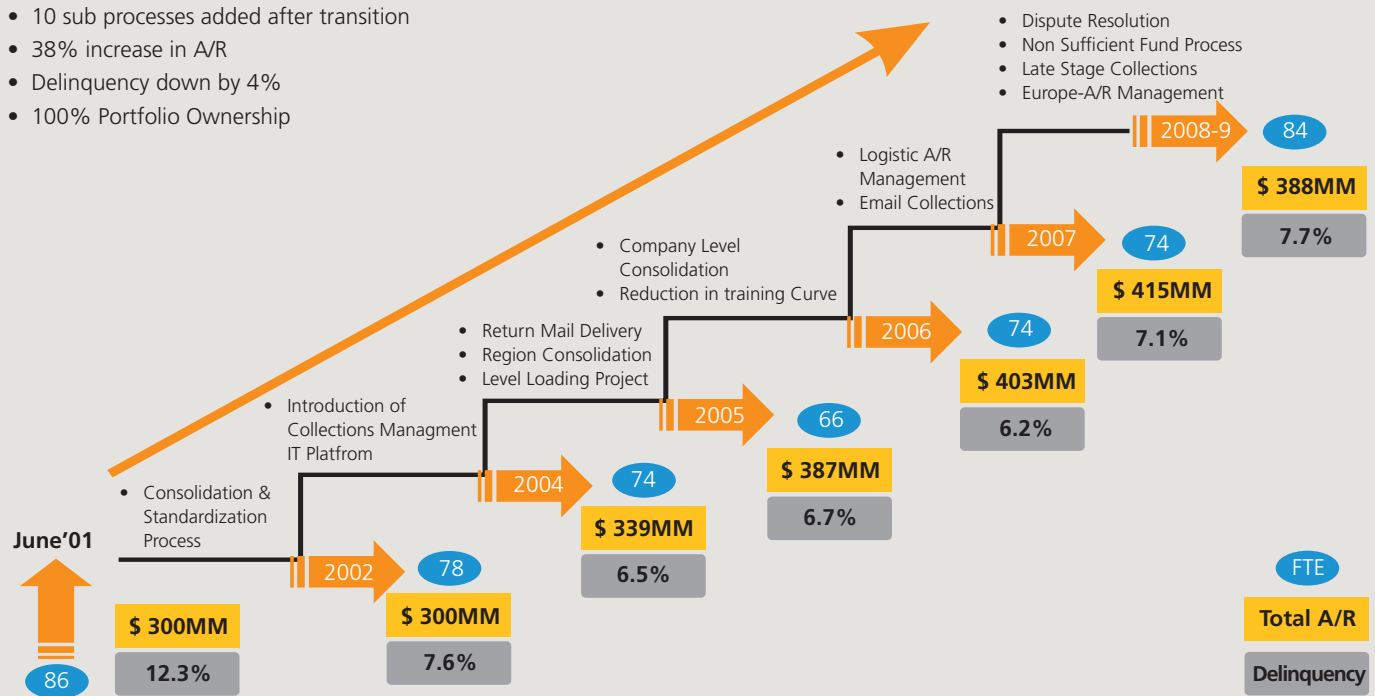 • 10 sub processes added after transition
• 38% increase in A/R
• Delinquency down by 4%
• 100% Portfolio Ownership
June'01
86
$ 300MM
12.3%
• Consolidation &
Standardization
Process
2002
78
$ 300MM
7.6%
• Introduction of
Collections Managment
IT Platfrom
2004
74
$ 339MM
6.5%
• Return Mail Delivery
• Region Consolidation
• Level Loading Project
2005
66
$ 387MM
6.7%
• Company Level
Consolidation
• Reduction in training Curve
2006
74
$ 403MM
6.2%
• Logistic A/R
Management
• Email Collections
2007
74
$ 415MM
7.1%
• Dispute Resolution
• Non Sufficient Fund Process
• Late Stage Collections
• Europe-A/R Management
2008-9
84
$ 388MM
7.7%
FTE
Total A/R
Delinquency